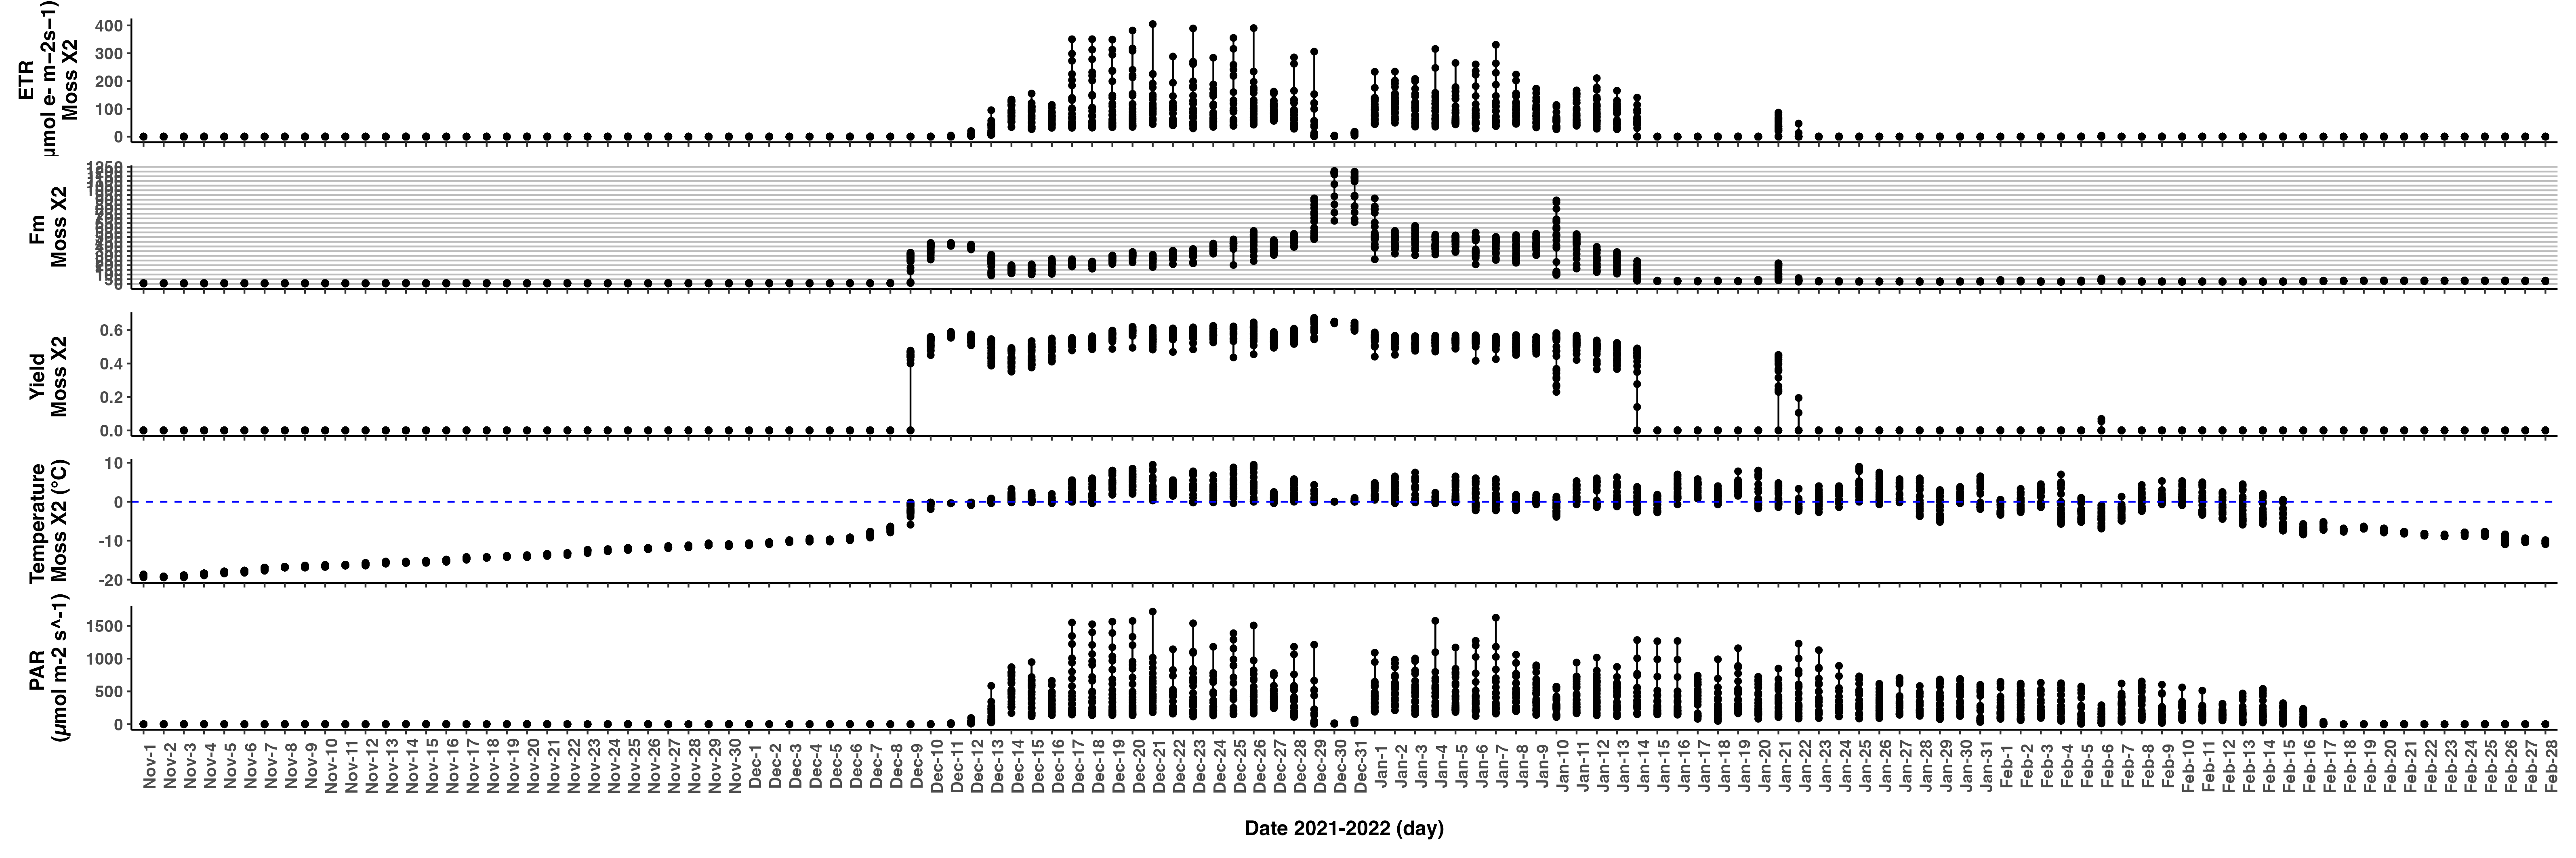 ETR
µmol e- m−2s−1)
Moss X2
400
300
200
100
0
Fm
Moss X2
1250
50
0
Yield
Moss X2
0.6
0.4
0.2
0.0
Temperature
Moss X2 (°C)
10
0
-10
-20
PAR
(µmol m-2 s^-1)
1500
1000
500
0
Nov-1
Nov-2
Nov-3
Nov-4
Nov-5
Nov-6
Nov-7
Nov-8
Nov-9
Nov-10
Nov-11
Nov-12
Nov-13
Nov-14
Nov-15
Nov-16
Nov-17
Nov-18
Nov-19
Nov-20
Nov-21
Nov-22
Nov-23
Nov-24
Nov-25
Nov-26
Nov-27
Nov-28
Nov-29
Nov-30
Dec-1
Dec-2
Dec-3
Dec-4
Dec-5
Dec-6
Dec-7
Dec-8
Dec-9
Dec-10
Dec-11
Dec-12
Dec-13
Dec-14
Dec-15
Dec-16
Dec-17
Dec-18
Dec-19
Dec-20
Dec-21
Dec-22
Dec-23
Dec-24
Dec-25
Dec-26
Dec-27
Dec-28
Dec-29
Dec-30
Dec-31
Jan-1
Jan-2
Jan-3
Jan-4
Jan-5
Jan-6
Jan-7
Jan-8
Jan-9
Jan-10
Jan-11
Jan-12
Jan-13
Jan-14
Jan-15
Jan-16
Jan-17
Jan-18
Jan-19
Jan-20
Jan-21
Jan-22
Jan-23
Jan-24
Jan-25
Jan-26
Jan-27
Jan-28
Jan-29
Jan-30
Jan-31
Feb-1
Feb-2
Feb-3
Feb-4
Feb-5
Feb-6
Feb-7
Feb-8
Feb-9
Feb-10
Feb-11
Feb-12
Feb-13
Feb-14
Feb-15
Feb-16
Feb-17
Feb-18
Feb-19
Feb-20
Feb-21
Feb-22
Feb-23
Feb-24
Feb-25
Feb-26
Feb-27
Feb-28
Date 2021-2022 (day)